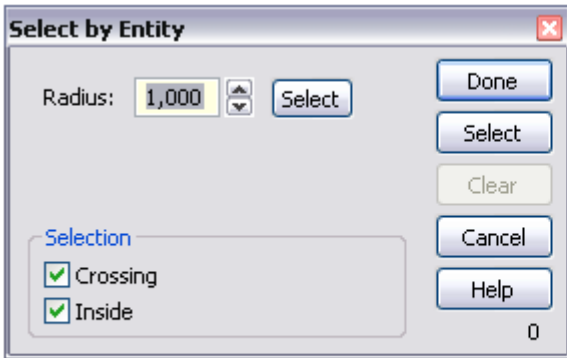 Select by Entity
Radius: 1,000 Select
Done
Select
Clear
Cancel
Help
Selection
Crossing
Inside
0